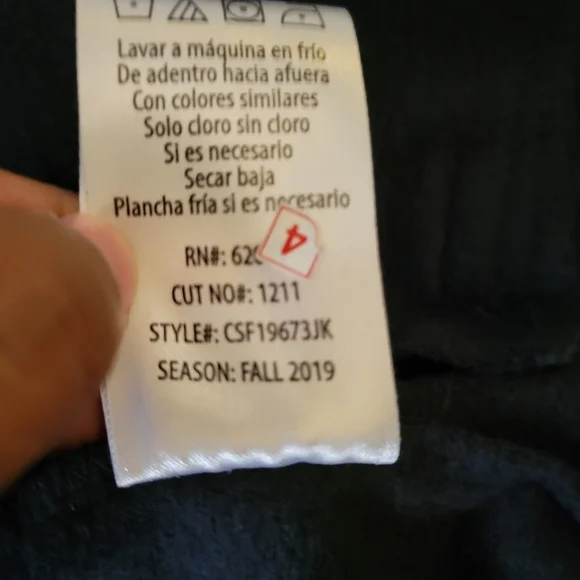 Lavar a máquina en frío
De adentro hacia afuera
Con colores similares
Solo cloro sin cloro
Si es necesario
Secar baja
Plancha fría si es necesario
4
RN#:
CUT NO#: 1211
STYLE#: CSF19673JK
SEASON: FALL 2019